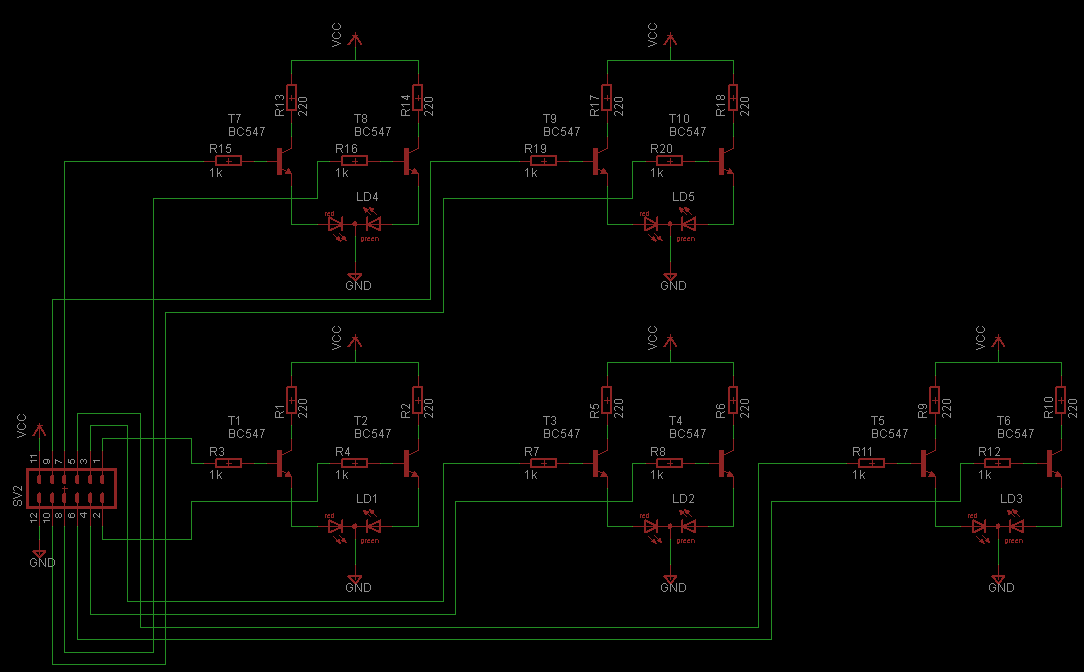 VCC
R13
220
R14
220
T7
BC547
T8
BC547
R15
1k
R16
1k
LD4
red
green
GND
VCC
R17
220
R18
220
T9
BC547
T10
BC547
R19
1k
R20
1k
LD5
red
green
GND
VCC
R1
220
R2
220
T1
BC547
T2
BC547
R3
1k
R4
1k
LD1
red
green
GND
VCC
R5
220
R6
220
T3
BC547
T4
BC547
R7
1k
R8
1k
LD2
red
green
GND
VCC
R9
220
R10
220
T5
BC547
T6
BC547
R11
1k
R12
1k
LD3
red
green
GND
VCC
11
9
7
5
3
1
SV2
12
10
8
6
4
2
GND